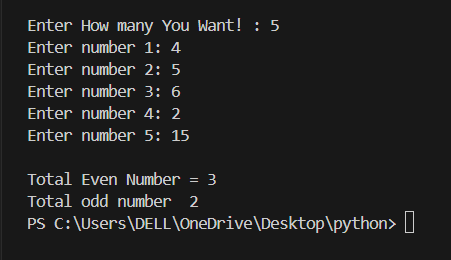 Enter How many You Want! : 5
Enter number 1: 4
Enter number 2: 5
Enter number 3: 6
Enter number 4: 2
Enter number 5: 15
Total Even Number = 3
Total odd number  2
PS C:\Users\DELL\OneDrive\Desktop\python>